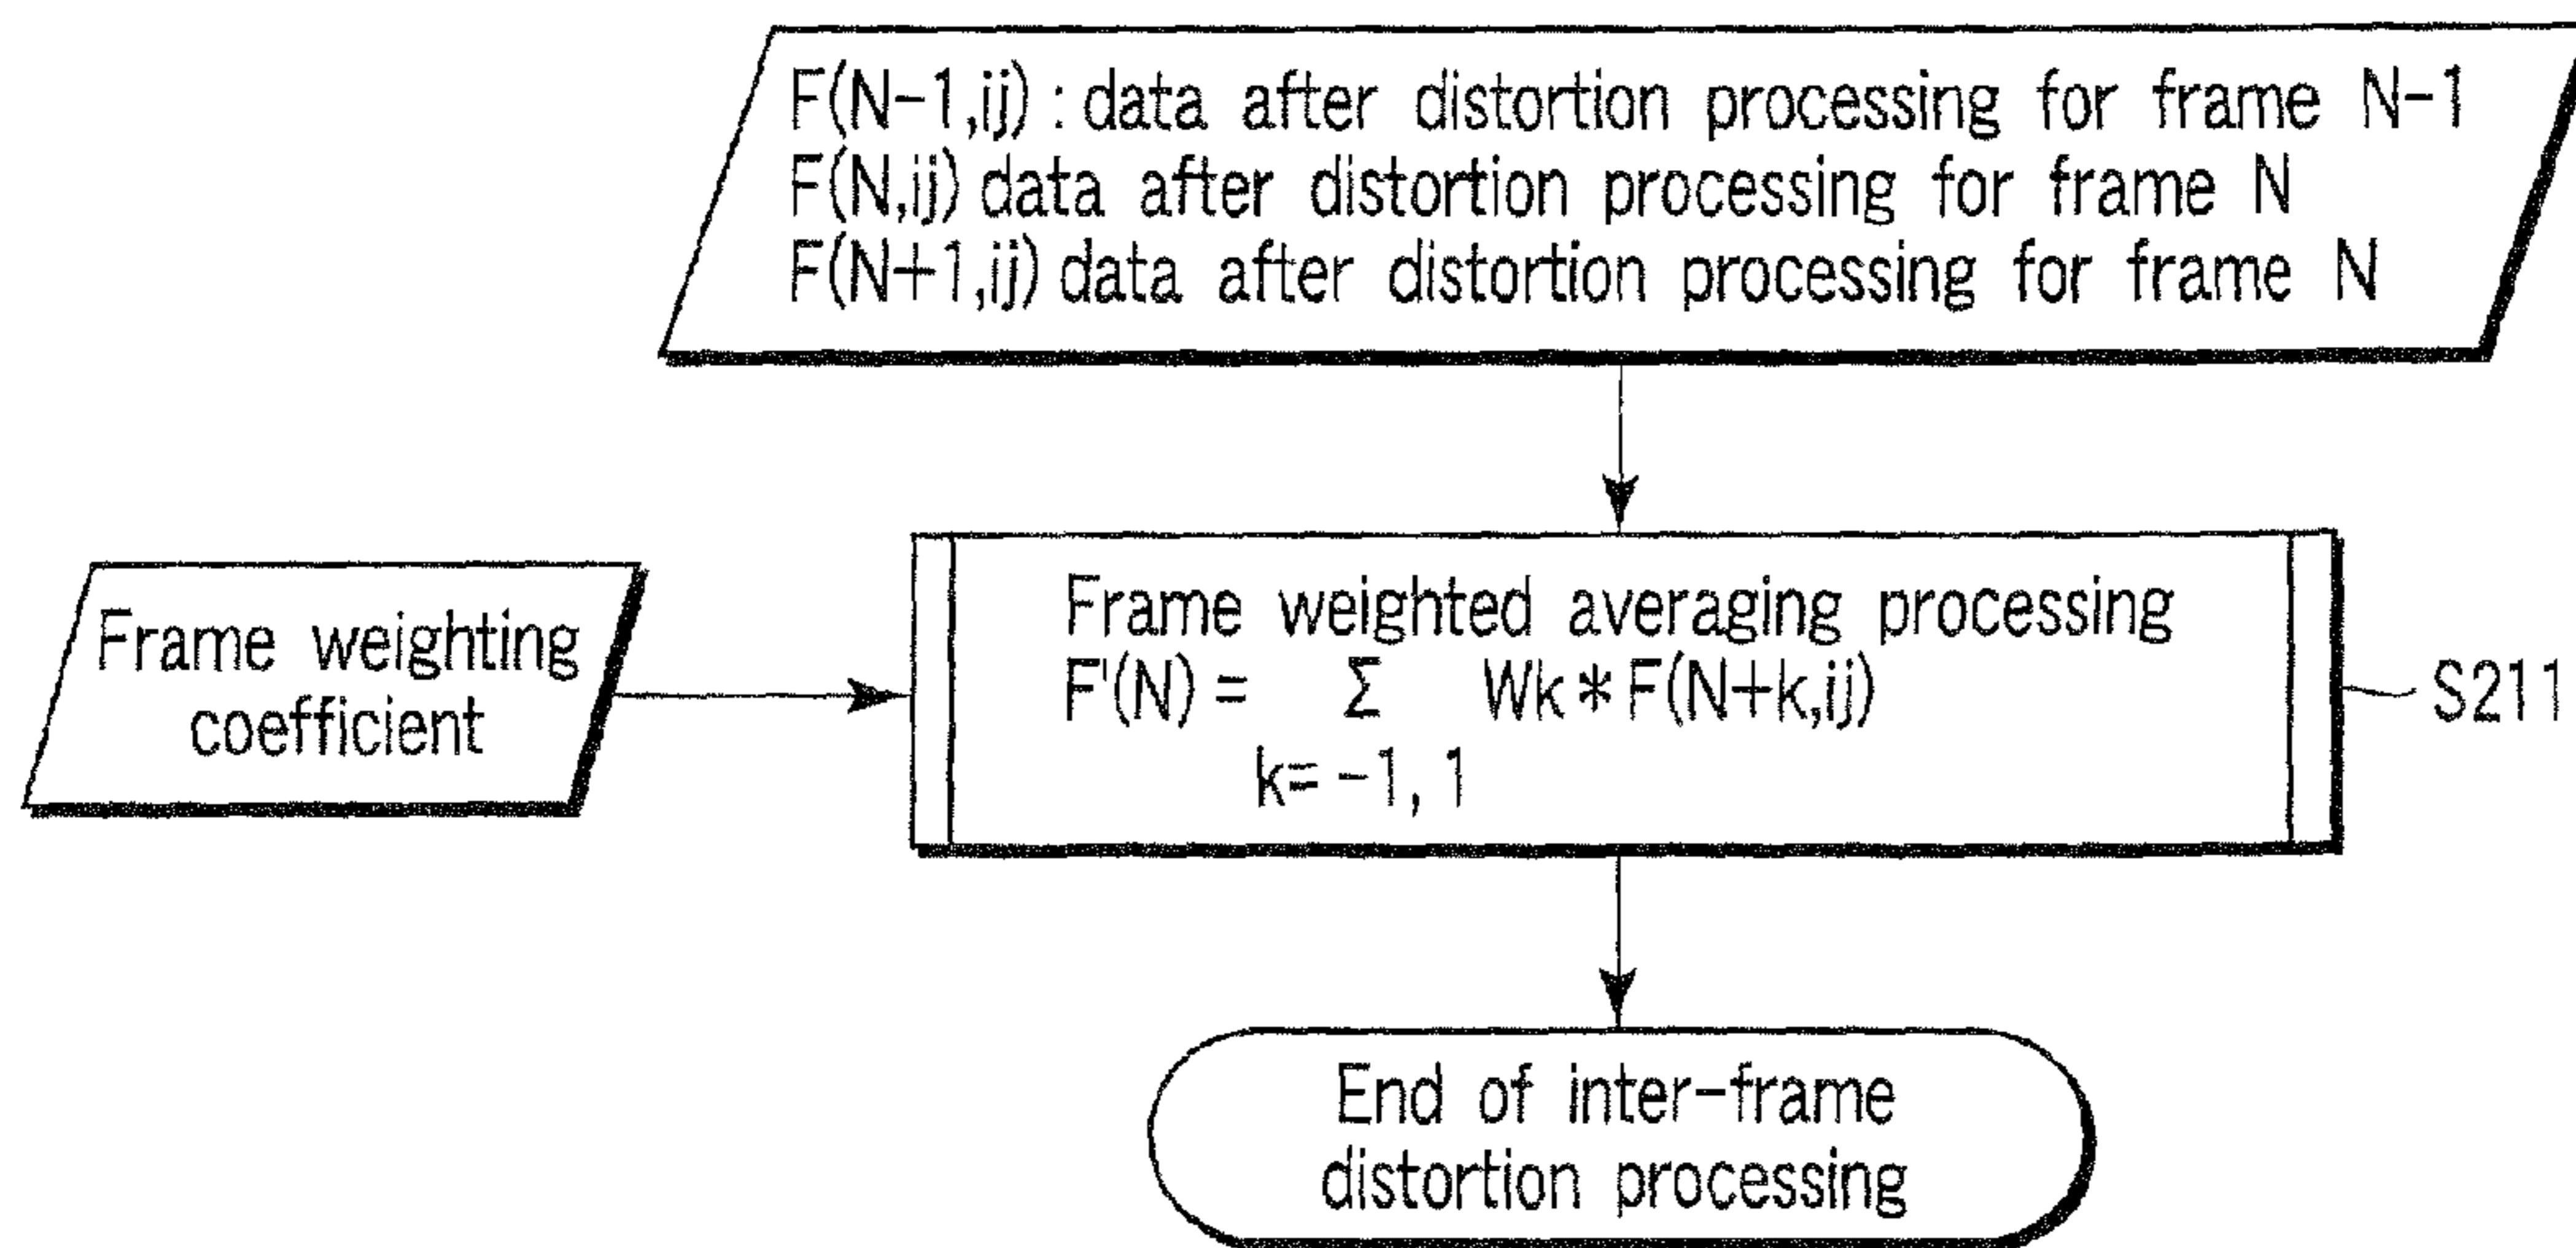 F(N-1,ij) : data after distortion processing for frame N-1
F(N,ij) data after distortion processing for frame N
F(N+1,ij) data after distortion processing for frame N
Frame weighting
coefficient
Frame weighted averaging processing
F'(N) = Σ Wk * F(N+k,ij)
k= -1, 1
S211
End of inter-frame
distortion processing